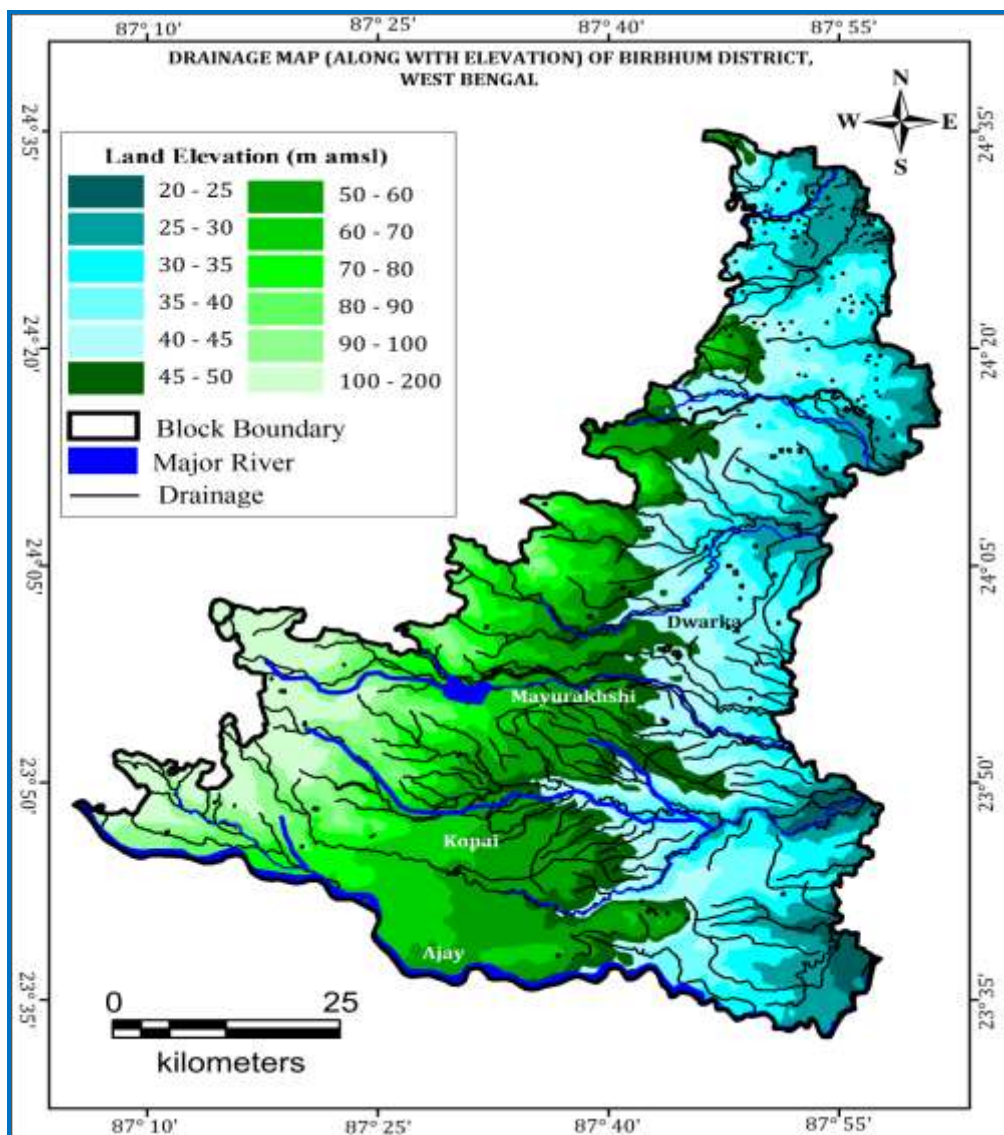 87° 10' 87° 25' 87° 40' 87° 55'
DRAINAGE MAP (ALONG WITH ELEVATION) OF BIRBHUM DISTRICT,
WEST BENGAL
N
W E
S
24° 35' 24° 35'
Land Elevation (m amsl)
20 - 25 50 - 60
25 - 30 60 - 70
30 - 35 70 - 80
35 - 40 80 - 90
40 - 45 90 - 100
45 - 50 100 - 200
24° 20' 24° 20'
Block Boundary
Major River
Drainage
24° 05' 24° 05'
Dwarka
Mayurakhshi
23° 50' 23° 50'
Kopai
Ajay
23° 35' 23° 35'
0 25
kilometers
87° 10' 87° 25' 87° 40' 87° 55'